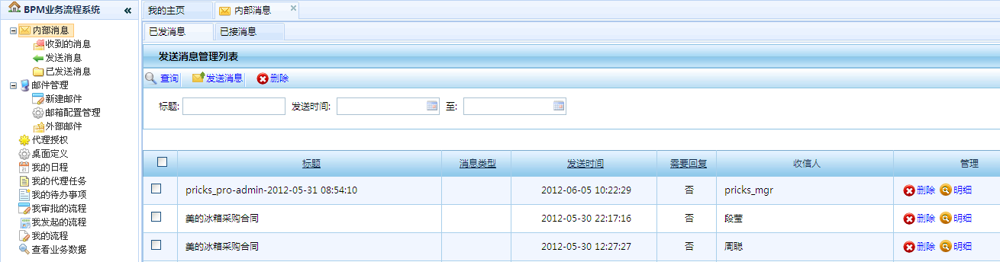 BPM业务流程系统 «
内部消息
收到的消息
发送消息
已发送消息
邮件管理
新建邮件
邮箱配置管理
外部邮件
代理授权
桌面定义
我的日程
我的代理任务
我的待办事项
我审批的流程
我发起的流程
我的流程
查看业务数据
我的主页 内部消息
已发消息 已接消息
发送消息管理列表
查询 发送消息 删除
标题: 发送时间: 至:
标题 消息类型 发送时间 需要回复 收信人 管理
pricks_pro-admin-2012-05-31 08:54:10 2012-06-05 10:22:29 否 pricks_mgr 删除 明细
美的冰箱采购合同 2012-05-30 22:17:16 否 段莹 删除 明细
美的冰箱采购合同 2012-05-30 12:27:27 否 周聪 删除 明细